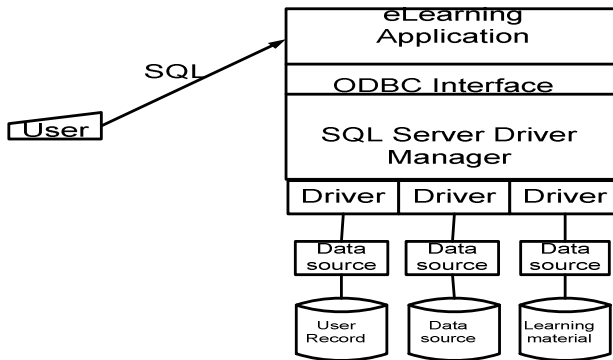 eLearning
Application
SQL
ODBC Interface
User
SQL Server Driver
Manager
Driver Driver Driver
Data
source
Data
source
Data
source
User
Record
Data
source
Learning
material